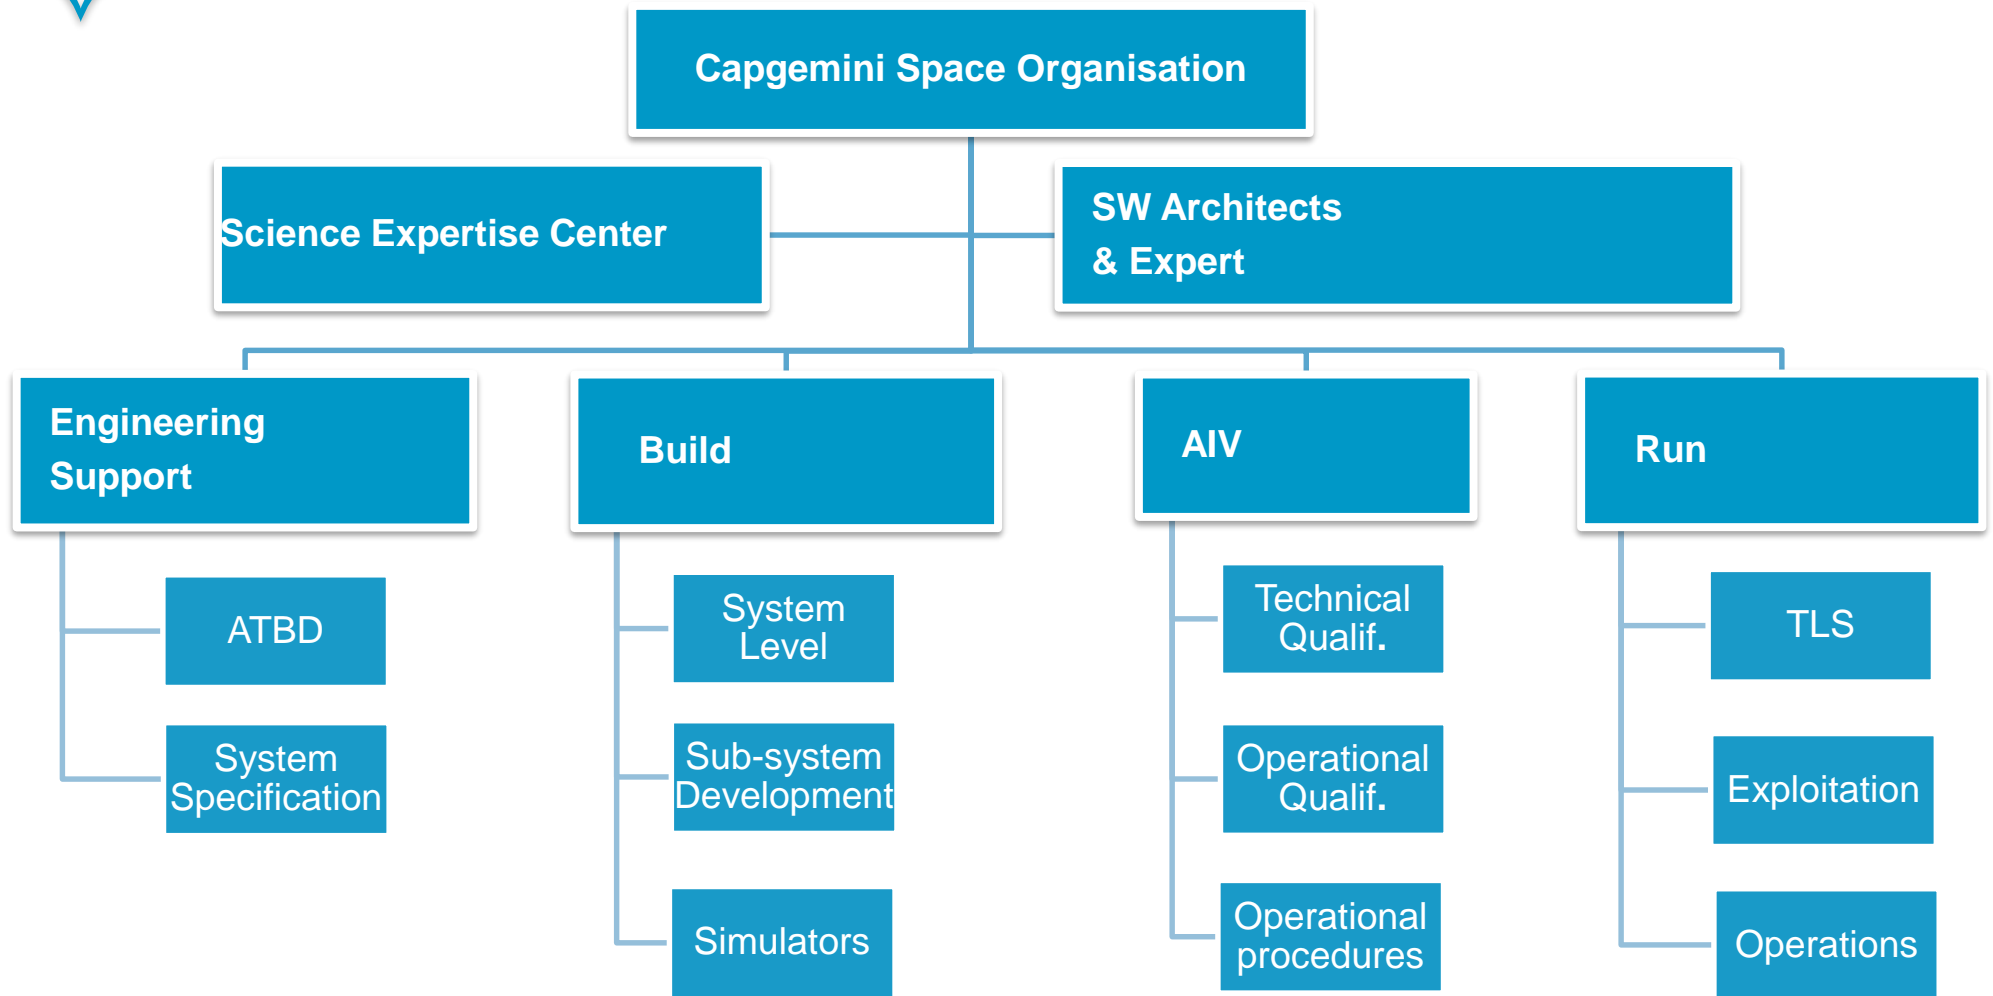 Capgemini Space Organisation
Science Expertise Center
SW Architects
& Expert
Engineering
Support
Build
AIV
Run
ATBD
System
Specification
System
Level
Sub-system
Development
Simulators
Technical
Qualif.
Operational
Qualif.
Operational
procedures
TLS
Exploitation
Operations